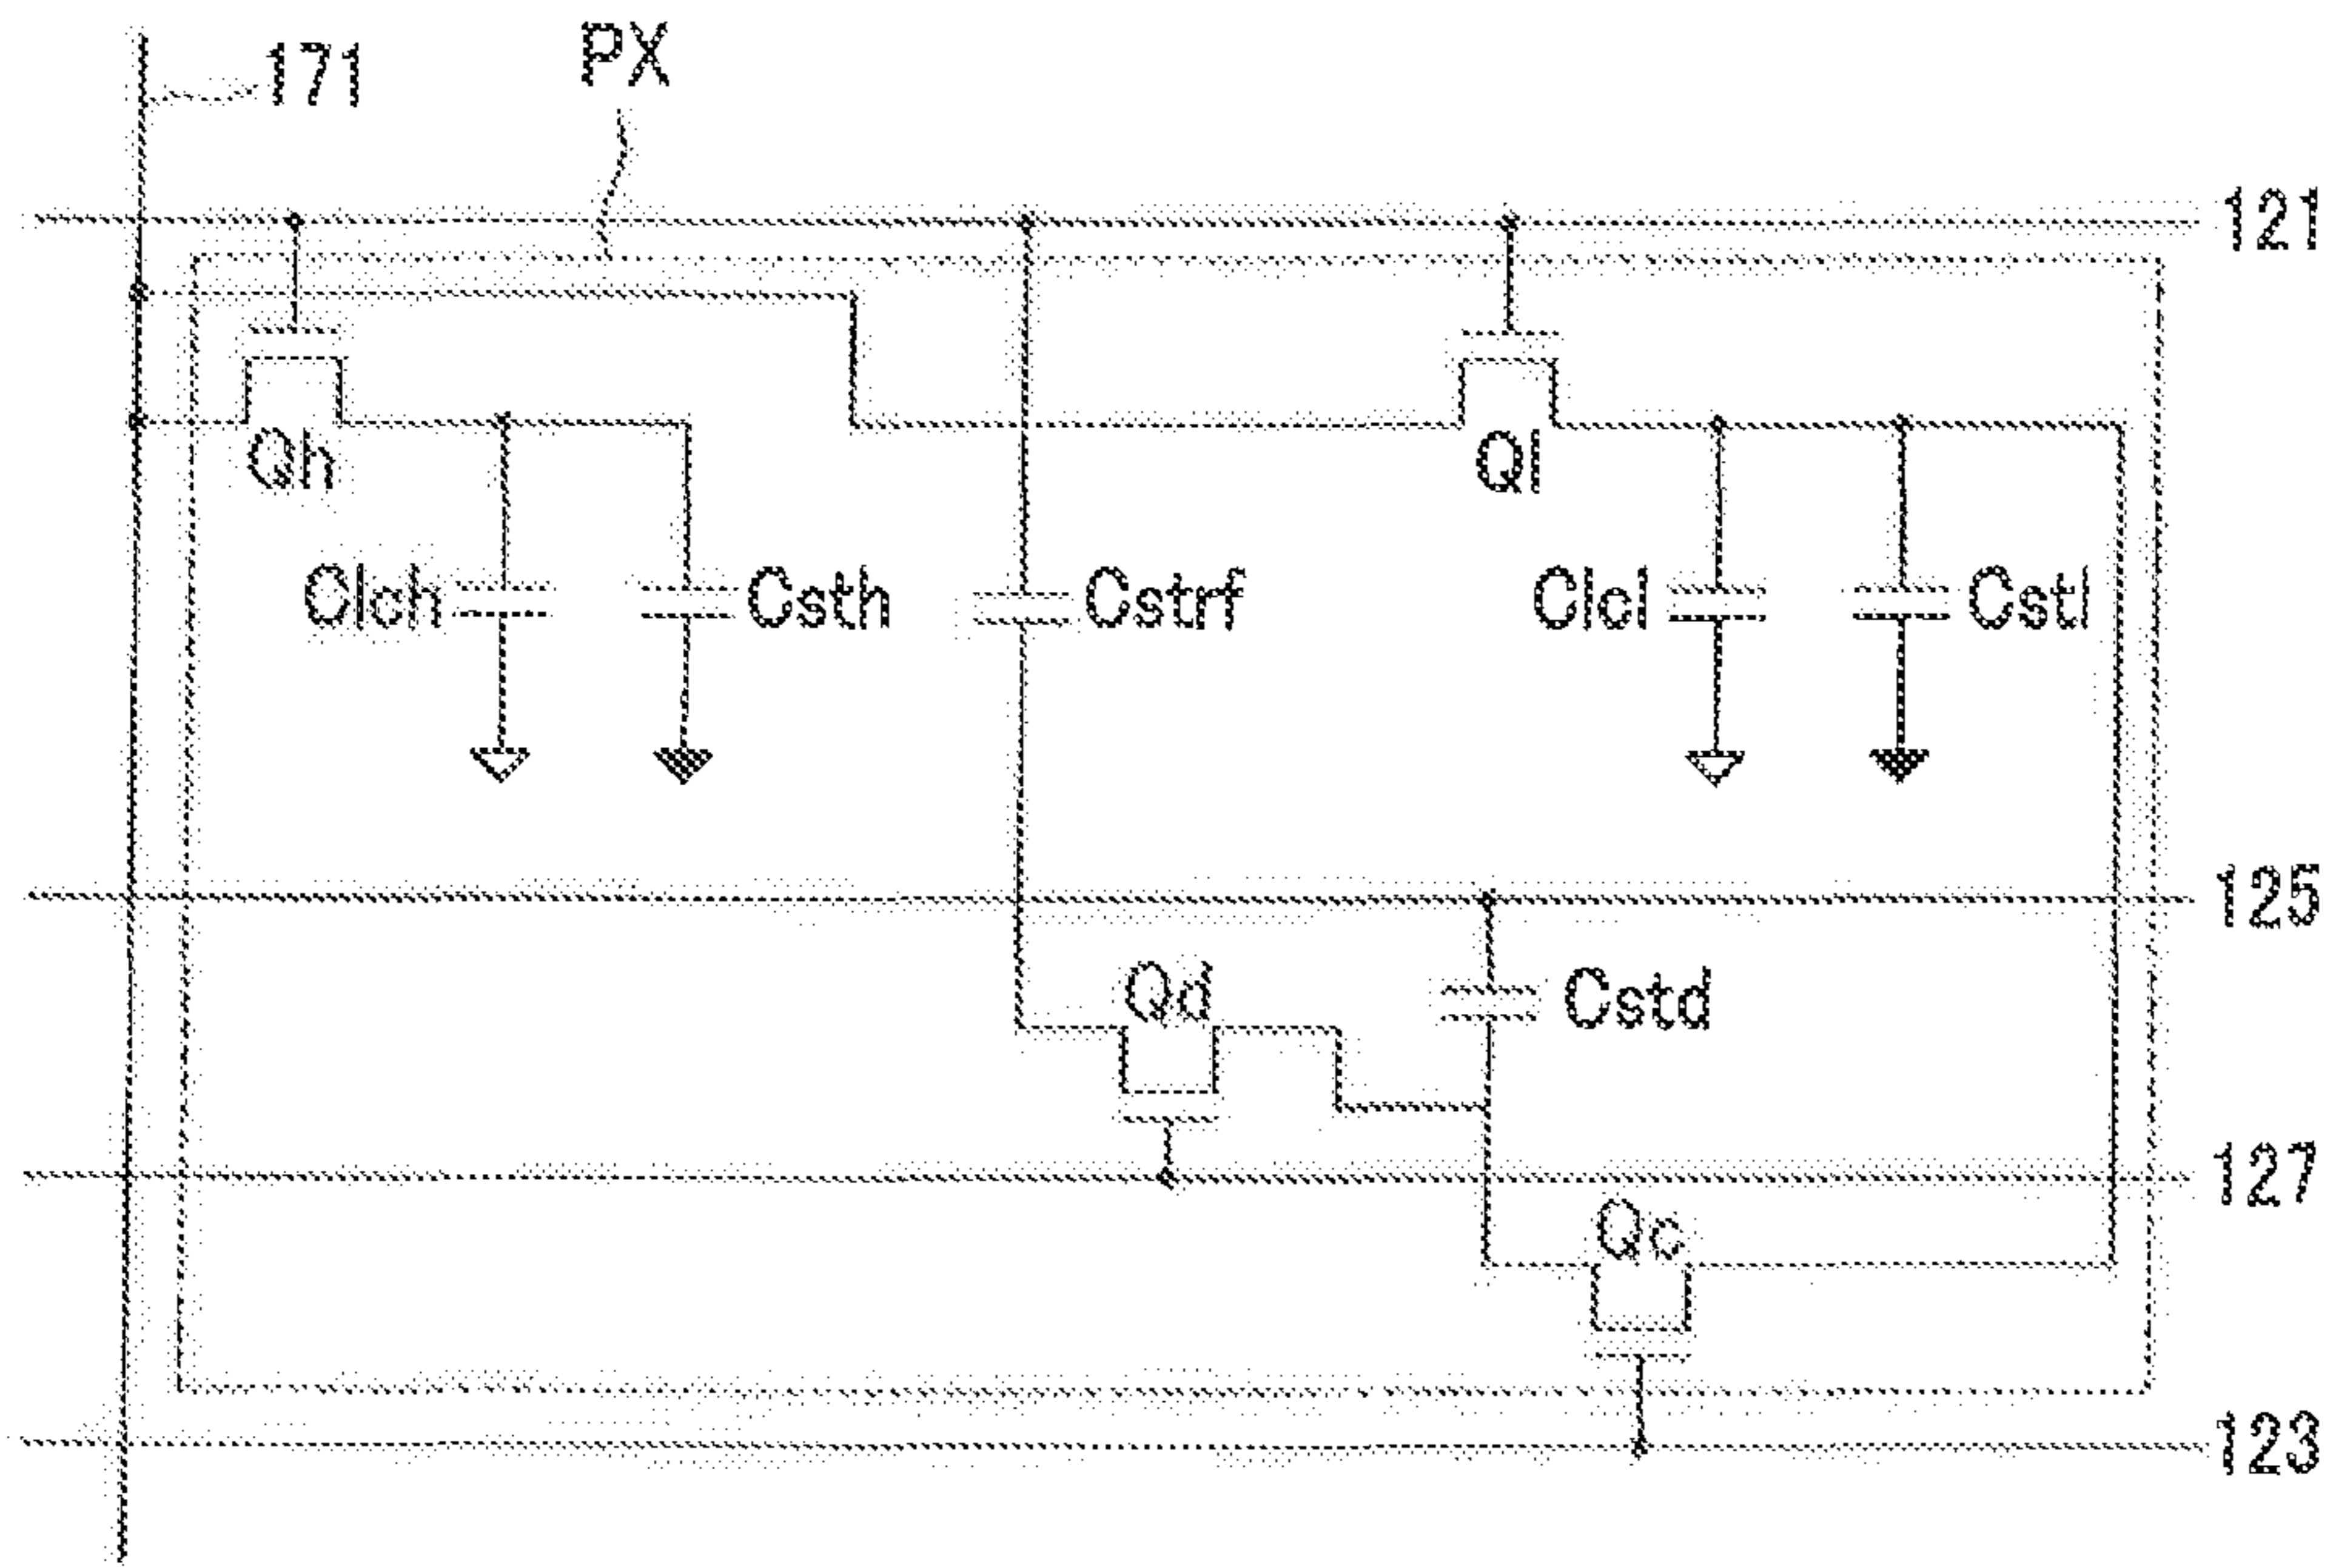 171
PX
121
Qh
Ql
Clch
Csth
Cstrf
Clcl
Cstl
125
Qd
Cstd
127
Qc
123